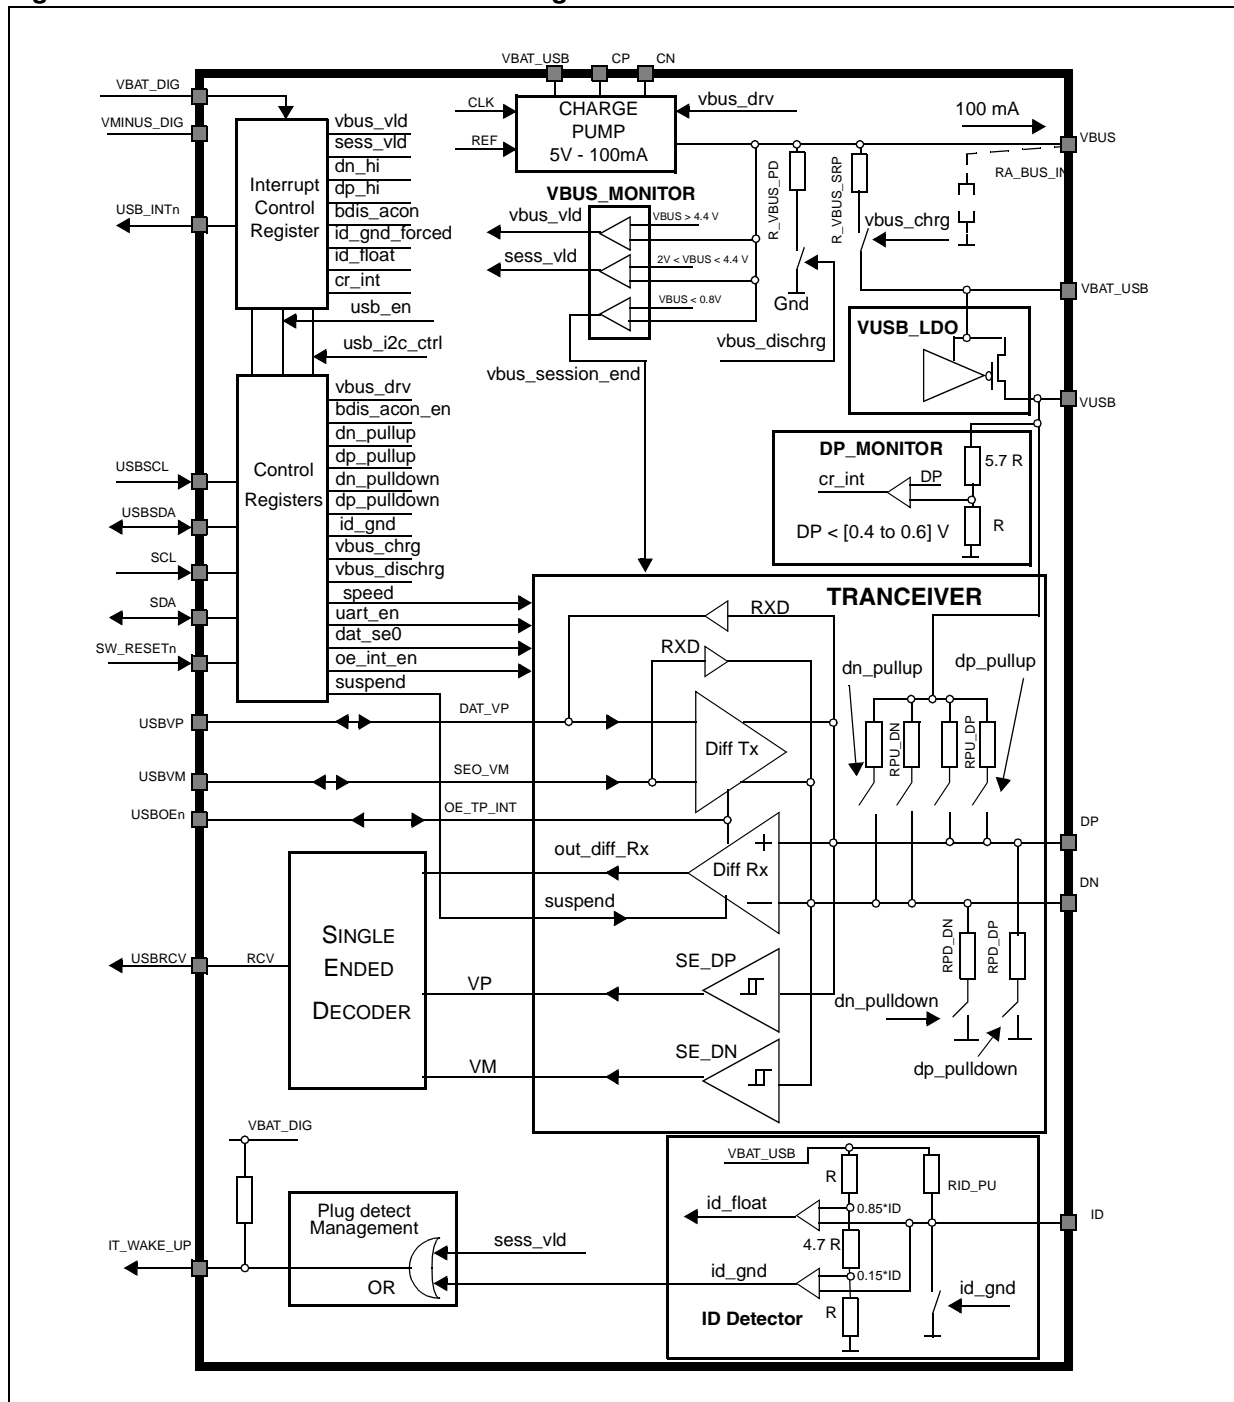 VBAT_USB
CP
CN
VBAT_DIG
VMINUS_DIG
USB_INTn
Interrupt
Control
Register
vbus_vld
sess_vld
dn_hi
dp_hi
bdis_acon
id_gnd_forced
id_float
cr_int
usb_en
usb_i2c_ctrl
CLK
REF
CHARGE
PUMP
5V - 100mA
vbus_drv
100 mA
VBUS
VBUS_MONITOR
vbus_vld
VBUS > 4.4 V
sess_vld
2V < VBUS < 4.4 V
VBUS < 0.8V
vbus_session_end
R_VBUS_PD
R_VBUS_SRP
RA_BUS_IN
vbus_chrg
Gnd
vbus_dischrg
VBAT_USB
VUSB_LDO
VUSB
DP_MONITOR
cr_int
DP
5.7 R
R
DP < [0.4 to 0.6] V
USBSCL
USBSDA
SCL
SDA
SW_RESETn
Control
Registers
vbus_drv
bdis_acon_en
dn_pullup
dp_pullup
dn_pulldown
dp_pulldown
id_gnd
vbus_chrg
vbus_dischrg
speed
uart_en
dat_se0
oe_int_en
suspend
TRANCEIVER
RXD
RXD
dn_pullup
dp_pullup
RPU_DN
RPU_DP
USBVP
DAT_VP
USBVM
SEO_VM
USBOEn
OE_TP_INT
Diff Tx
Diff Rx
out_diff_Rx
suspend
DP
DN
SINGLE
ENDED
DECODER
USBRCV
RCV
SE_DP
VP
SE_DN
VM
RPD_DN
RPD_DP
dn_pulldown
dp_pulldown
VBAT_DIG
IT_WAKE_UP
Plug detect
Management
OR
sess_vld
VBAT_USB
R
RID_PU
id_float
0.85*ID
4.7 R
id_gnd
0.15*ID
R
id_gnd
ID Detector
ID